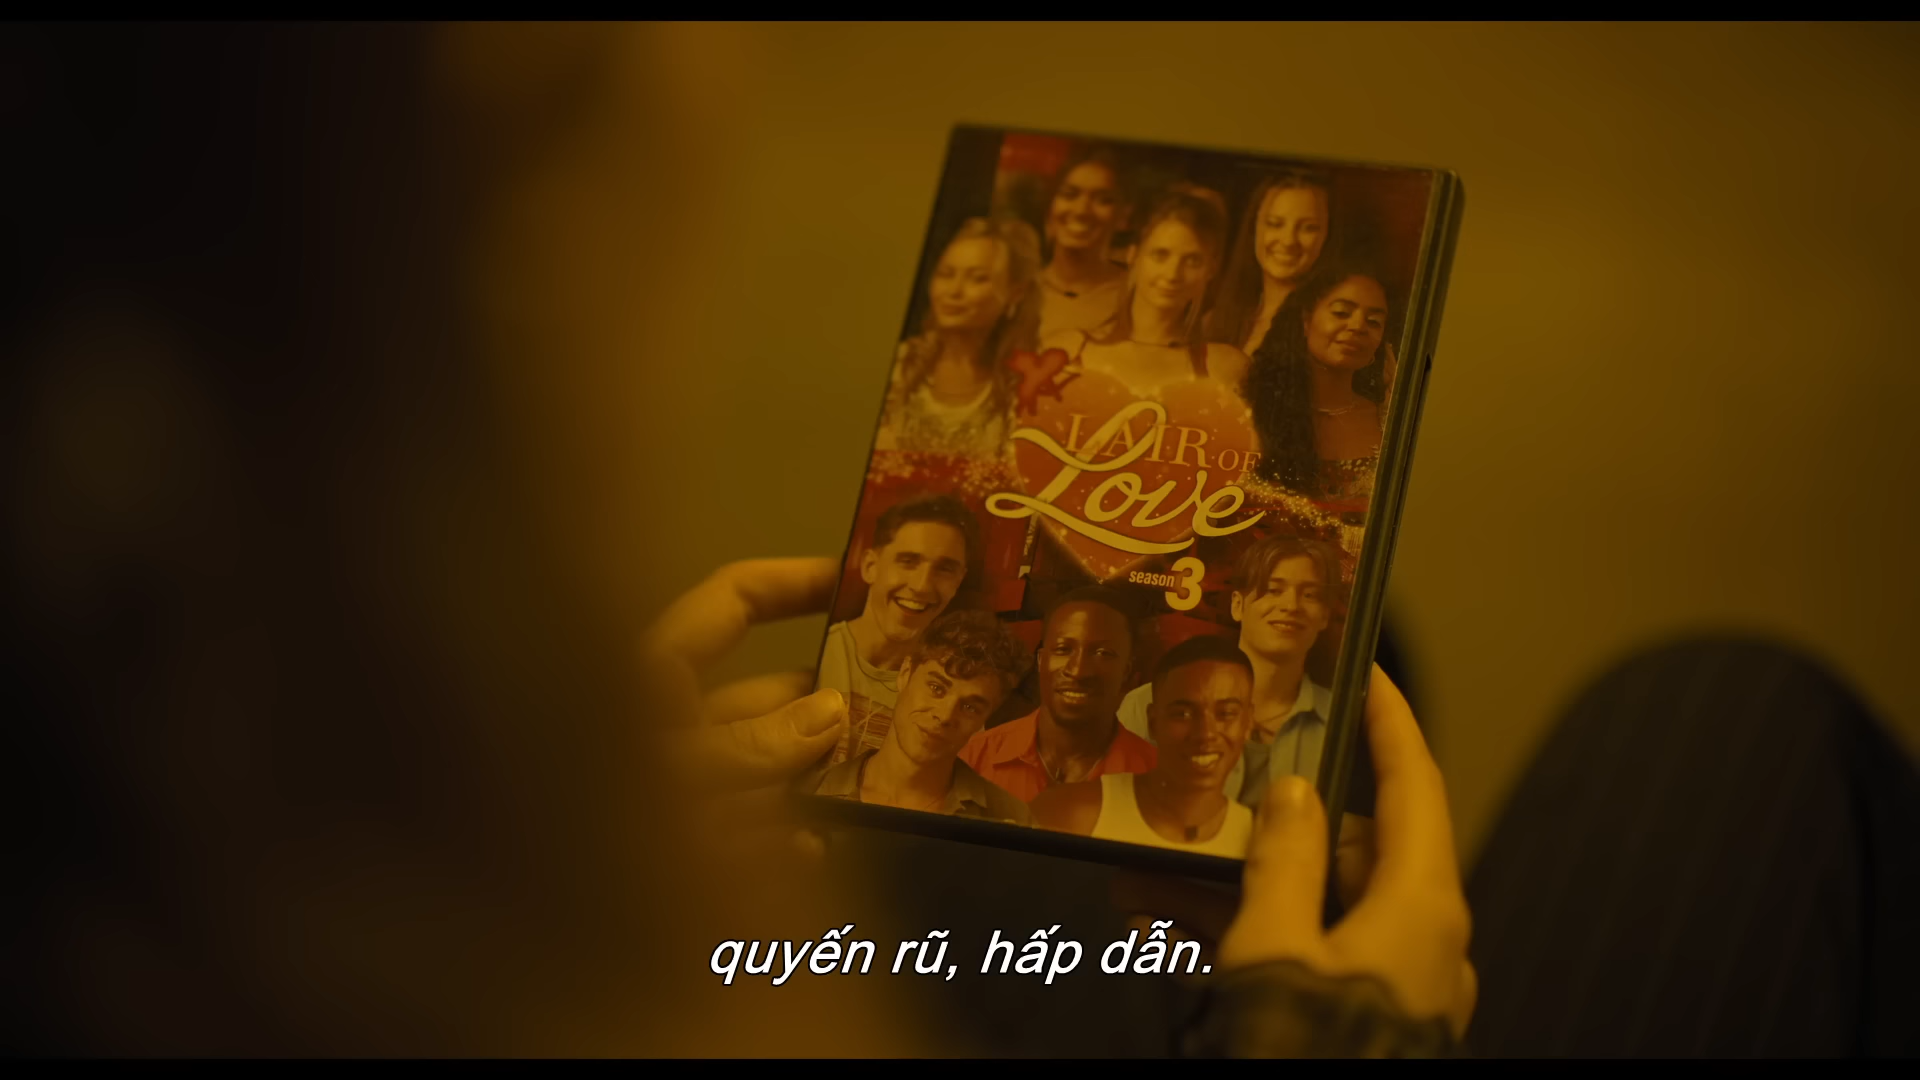 LAIR OF
Love
season 3
quyến rũ, hấp dẫn.